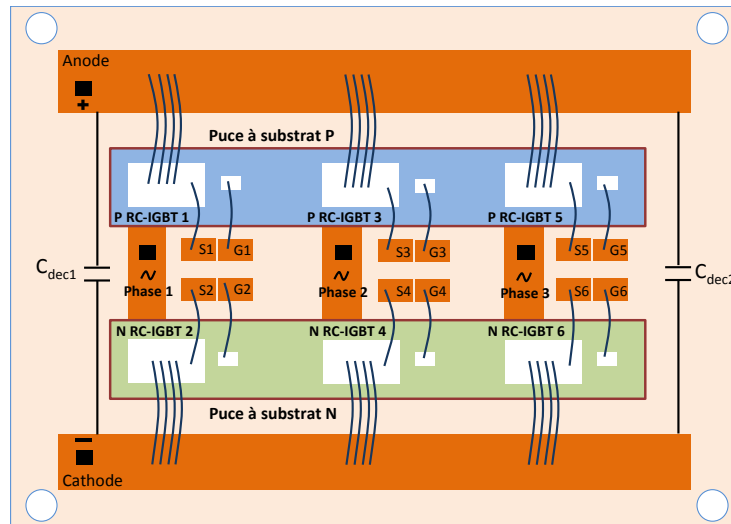 Anode
+
Puce à substrat P
P RC-IGBT 1
P RC-IGBT 3
P RC-IGBT 5
S1 G1
S3 G3
S5 G5
Cdec1
~
Phase 1
~
Phase 2
~
Phase 3
Cdec2
S2 G2
S4 G4
S6 G6
N RC-IGBT 2
N RC-IGBT 4
N RC-IGBT 6
Puce à substrat N
–
Cathode